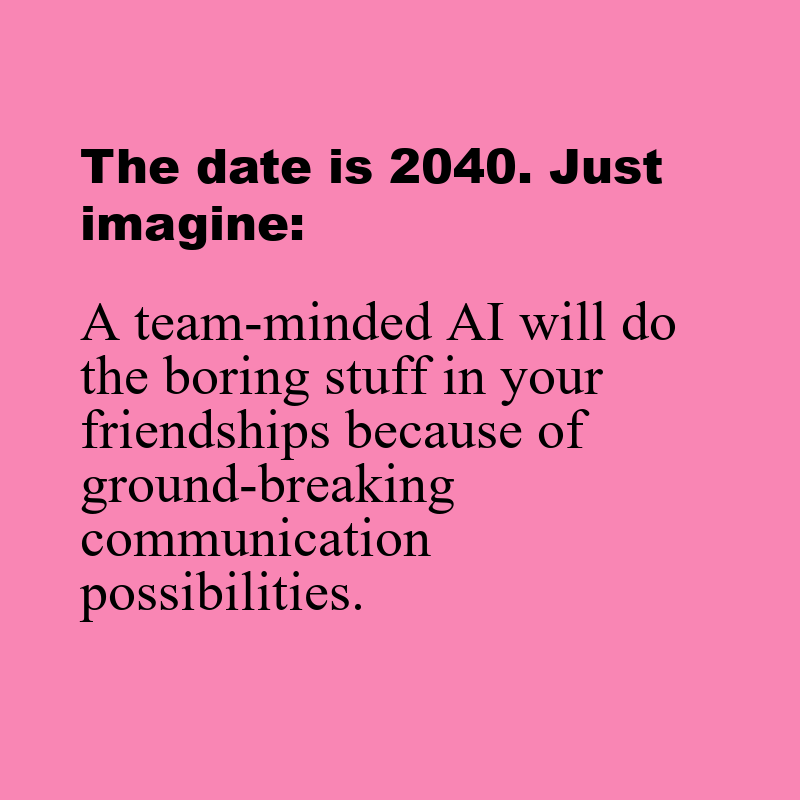 The date is 2040. Just
imagine:
A team-minded AI will do
the boring stuff in your
friendships because of
ground-breaking
communication
possibilities.